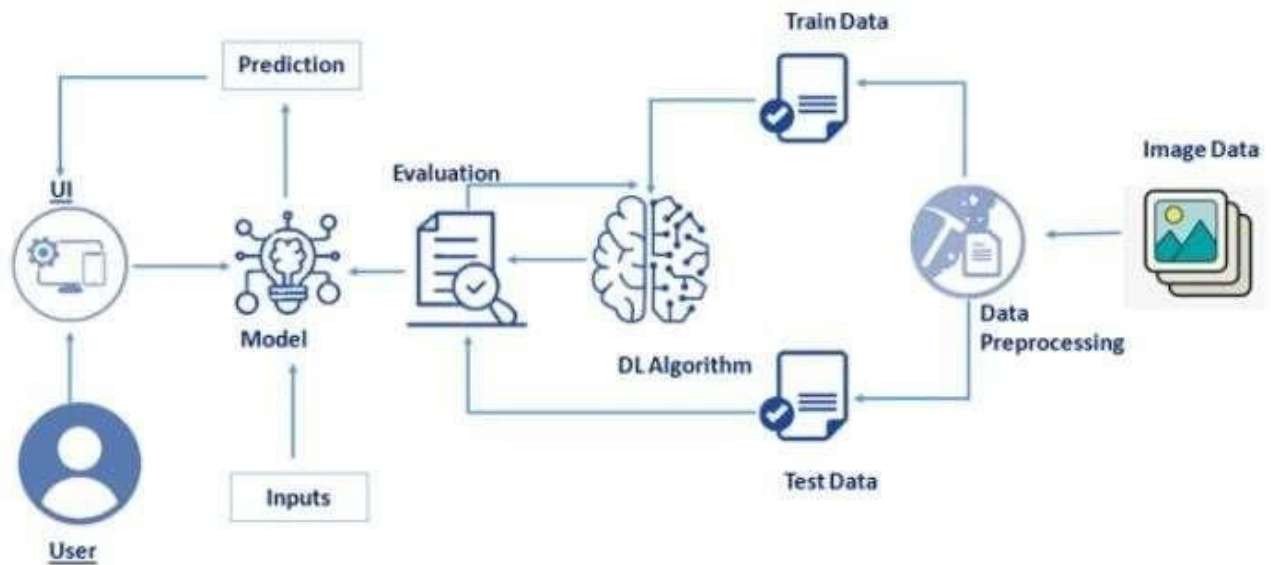 Train Data
Prediction
Image Data
Evaluation
UI
Data
Preprocessing
Model
DL Algorithm
Test Data
Inputs
User